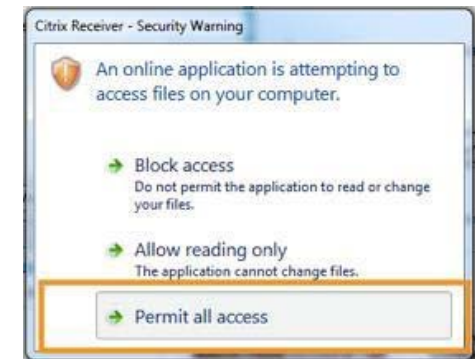 Citrix Receiver - Security Warning
An online application is attempting to
access files on your computer.
Block access
Do not permit the application to read or change
your files.
Allow reading only
The application cannot change files.
Permit all access